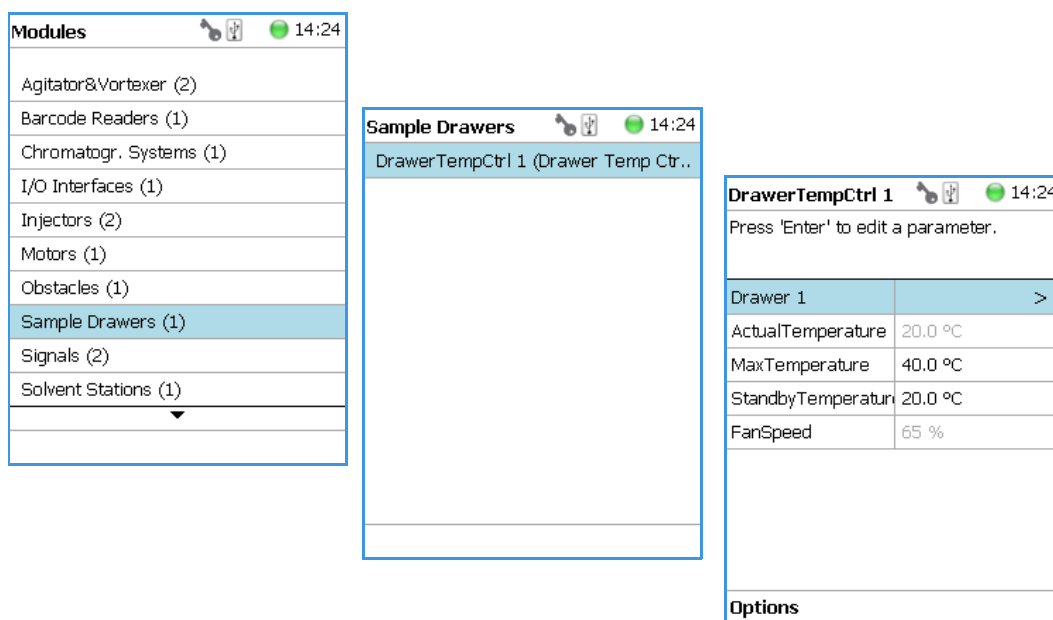 Modules 14:24
Agitator&Vortexer (2)
Barcode Readers (1)
Chromatogr. Systems (1)
I/O Interfaces (1)
Injectors (2)
Motors (1)
Obstacles (1)
Sample Drawers (1)
Signals (2)
Solvent Stations (1)
Sample Drawers 14:24
DrawerTempCtrl 1 (Drawer Temp Ctr..
DrawerTempCtrl 1 14:24
Press 'Enter' to edit a parameter.
Drawer 1 >
ActualTemperature 20.0 ºC
MaxTemperature 40.0 ºC
StandbyTemperatur 20.0 ºC
FanSpeed 65 %
Options